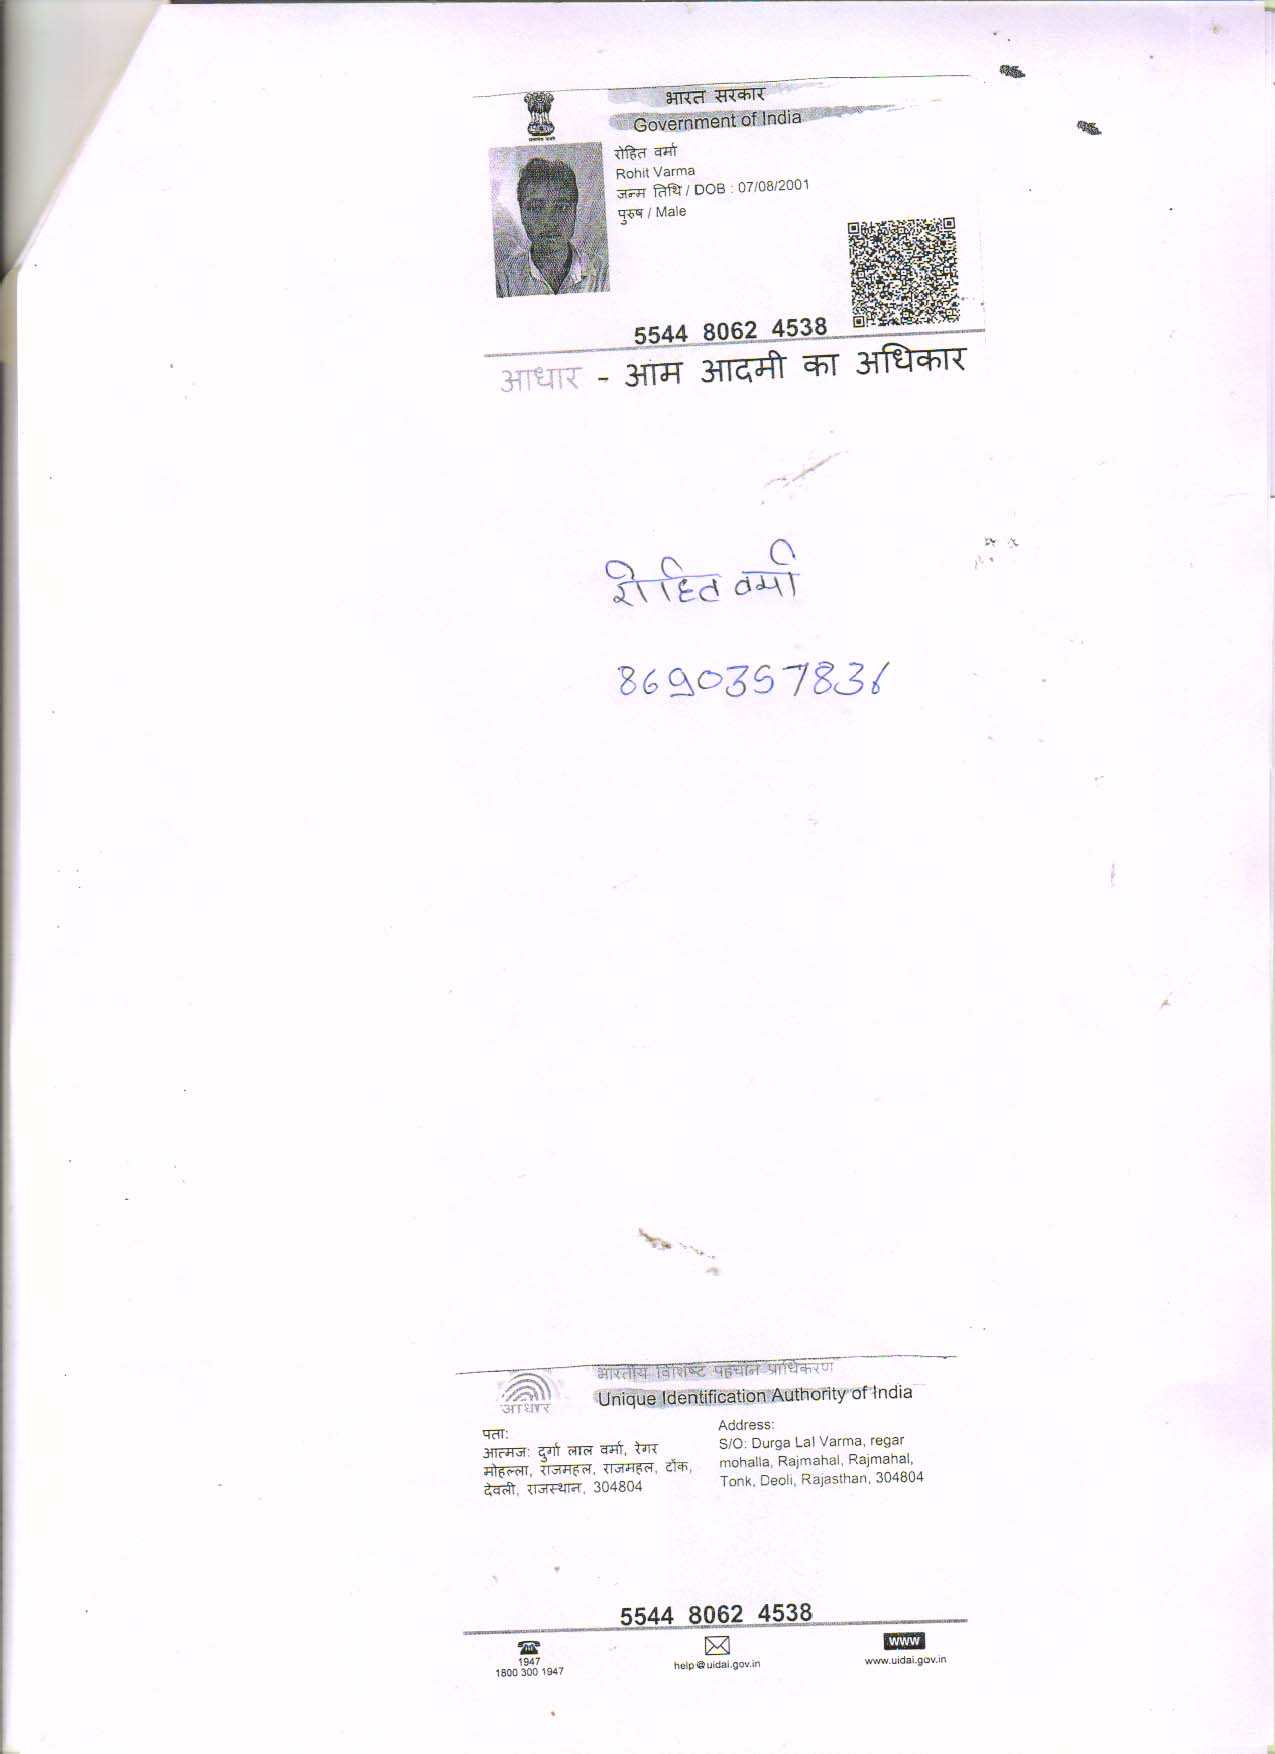 भारत सरकार
Government of India
रोहित वर्मा
Rohit Varma
जन्म तिथि / DOB : 07/08/2001
पुरुष / Male
5544 8062 4538
आधार - आम आदमी का अधिकार
रोहित वर्मा
8690357836
भारतीय विशिष्ट पहचान प्राधिकरण
Unique Identification Authority of India
आधार
पता:
आत्मज: दुर्गा लाल वर्मा, रेगर
मोहल्ला, राजमहल, राजमहल, टोंक,
देवली, राजस्थान, 304804
Address:
S/O: Durga Lal Varma, regar
mohalla, Rajmahal, Rajmahal,
Tonk, Deoli, Rajasthan, 304804
5544 8062 4538
1947
1800 300 1947
help@uidai.gov.in
www
www.uidai.gov.in